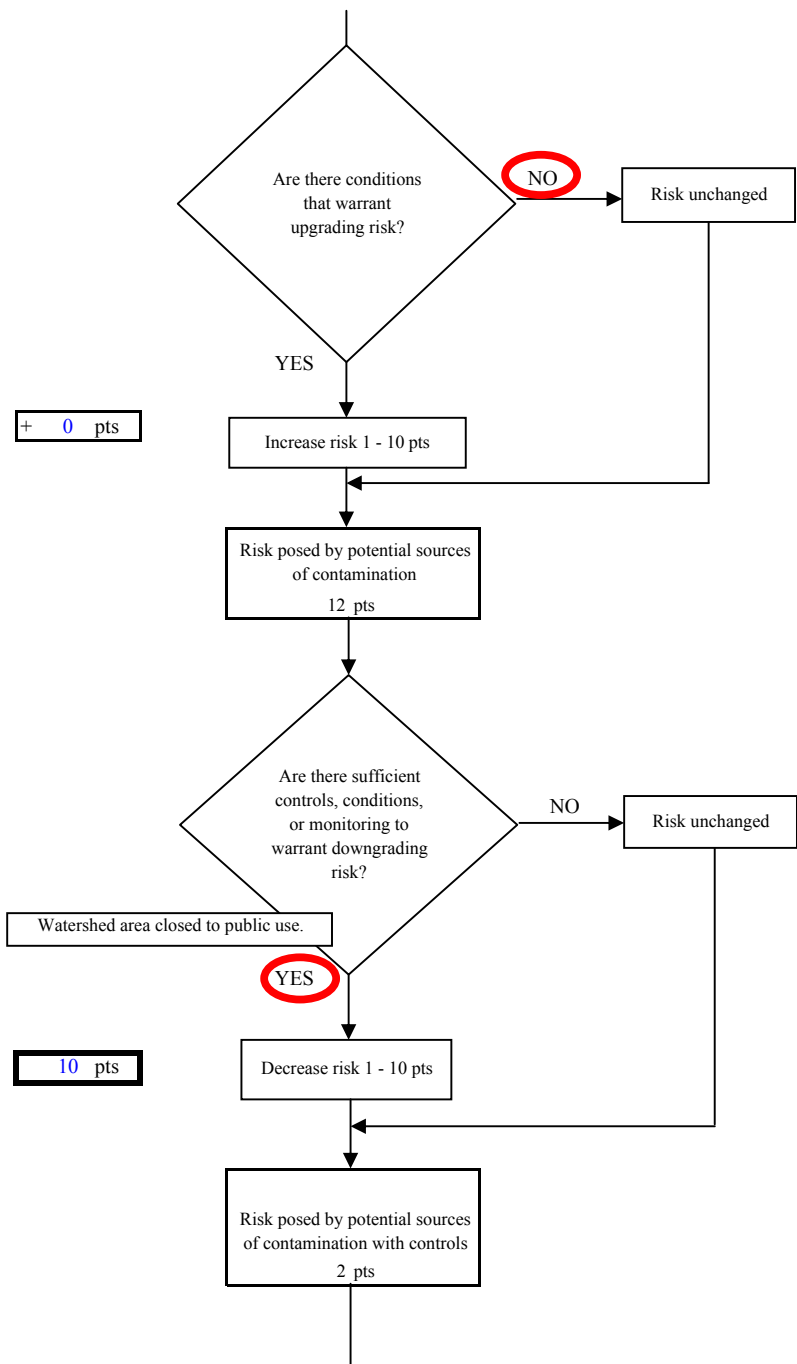 Are there conditions
that warrant
upgrading risk?
NO
Risk unchanged
YES
+ 0 pts
Increase risk 1 - 10 pts
Risk posed by potential sources
of contamination
12 pts
Are there sufficient
controls, conditions,
or monitoring to
warrant downgrading
risk?
NO
Risk unchanged
Watershed area closed to public use.
YES
10 pts
Decrease risk 1 - 10 pts
Risk posed by potential sources
of contamination with controls
2 pts